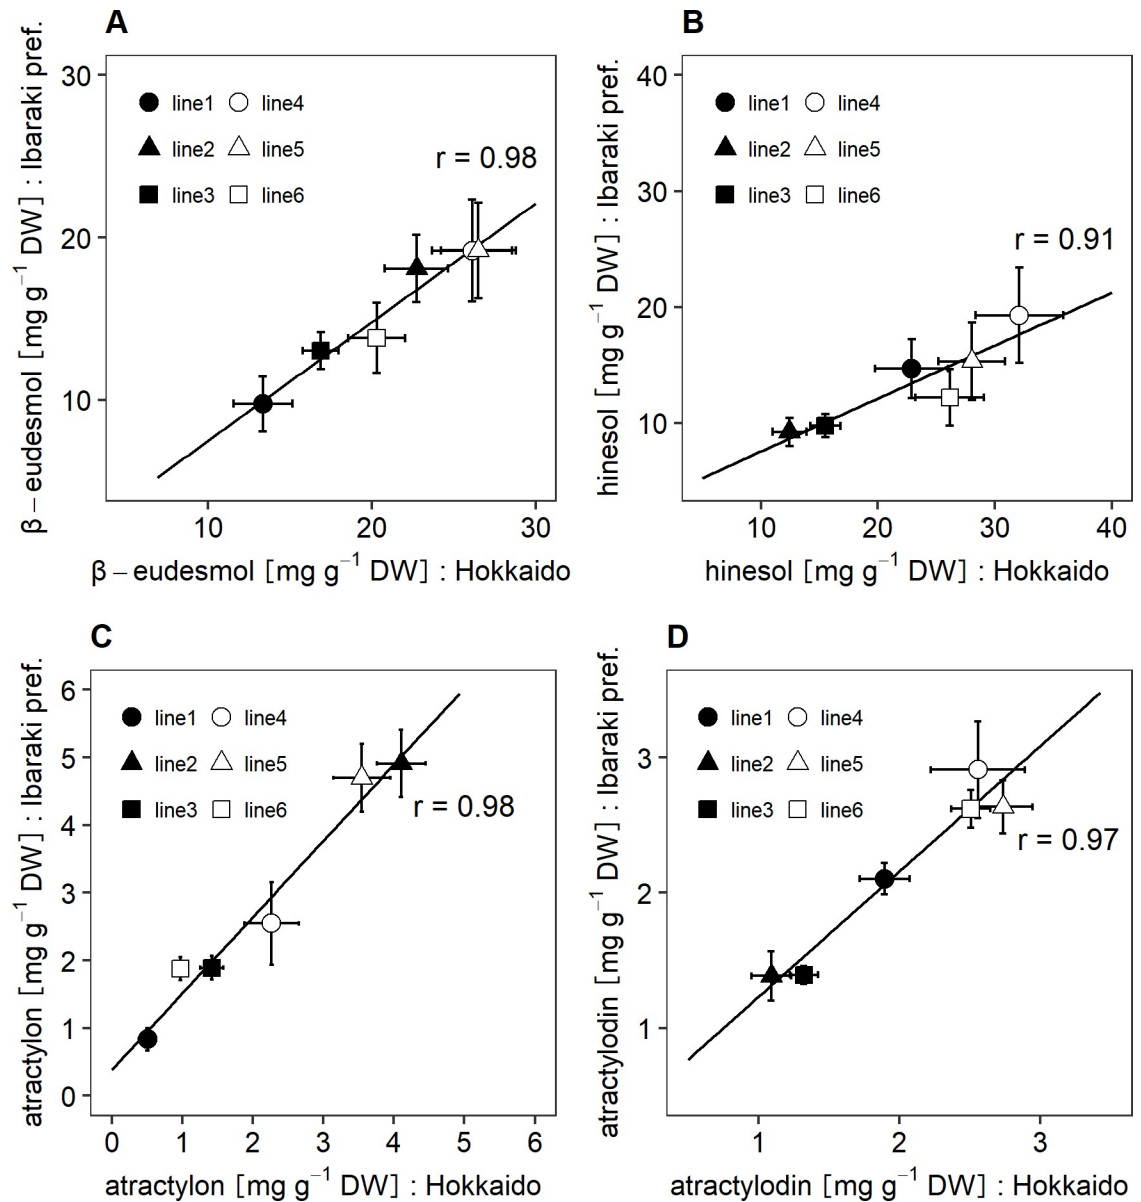 A
β – eudesmol [mg g⁻¹ DW] : Ibaraki pref.
30
20
10
line1 line4
line2 line5
line3 line6
r = 0.98
10 20 30
β – eudesmol [mg g⁻¹ DW] : Hokkaido
B
hinesol [mg g⁻¹ DW] : Ibaraki pref.
40
30
20
10
line1 line4
line2 line5
line3 line6
r = 0.91
10 20 30 40
hinesol [mg g⁻¹ DW] : Hokkaido
C
atractylon [mg g⁻¹ DW] : Ibaraki pref.
6
5
4
3
2
1
0
line1 line4
line2 line5
line3 line6
r = 0.98
0 1 2 3 4 5 6
atractylon [mg g⁻¹ DW] : Hokkaido
D
atractylodin [mg g⁻¹ DW] : Ibaraki pref.
3
2
1
line1 line4
line2 line5
line3 line6
r = 0.97
1 2 3
atractylodin [mg g⁻¹ DW] : Hokkaido